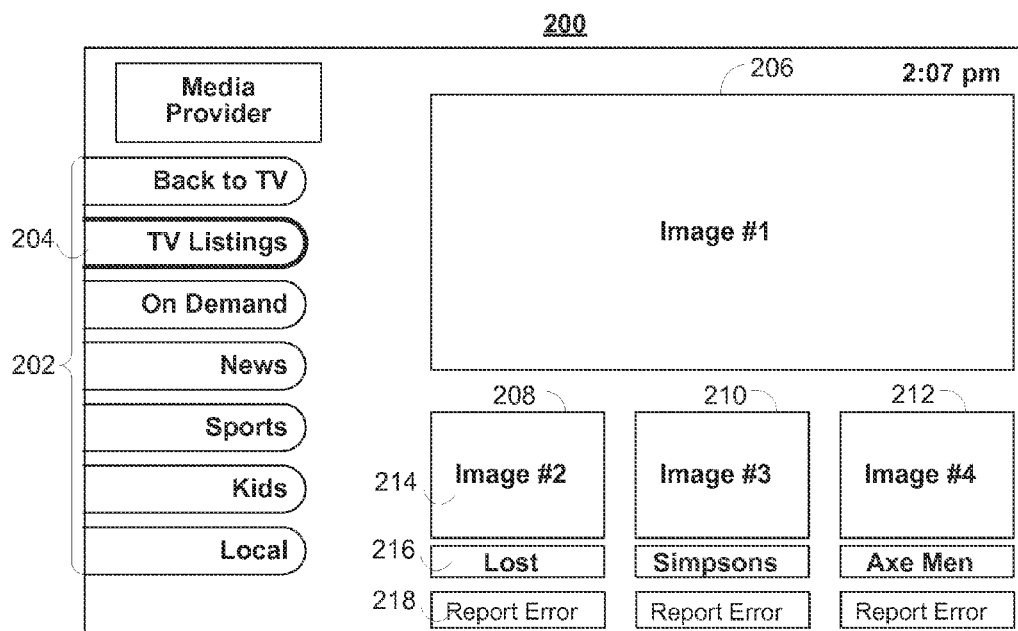 200
Media
Provider
206
2:07 pm
Back to TV
204
TV Listings
Image #1
On Demand
202
News
208
210
212
Sports
Image #2
Image #3
Image #4
214
Kids
Local
216
Lost
Simpsons
Axe Men
218
Report Error
Report Error
Report Error